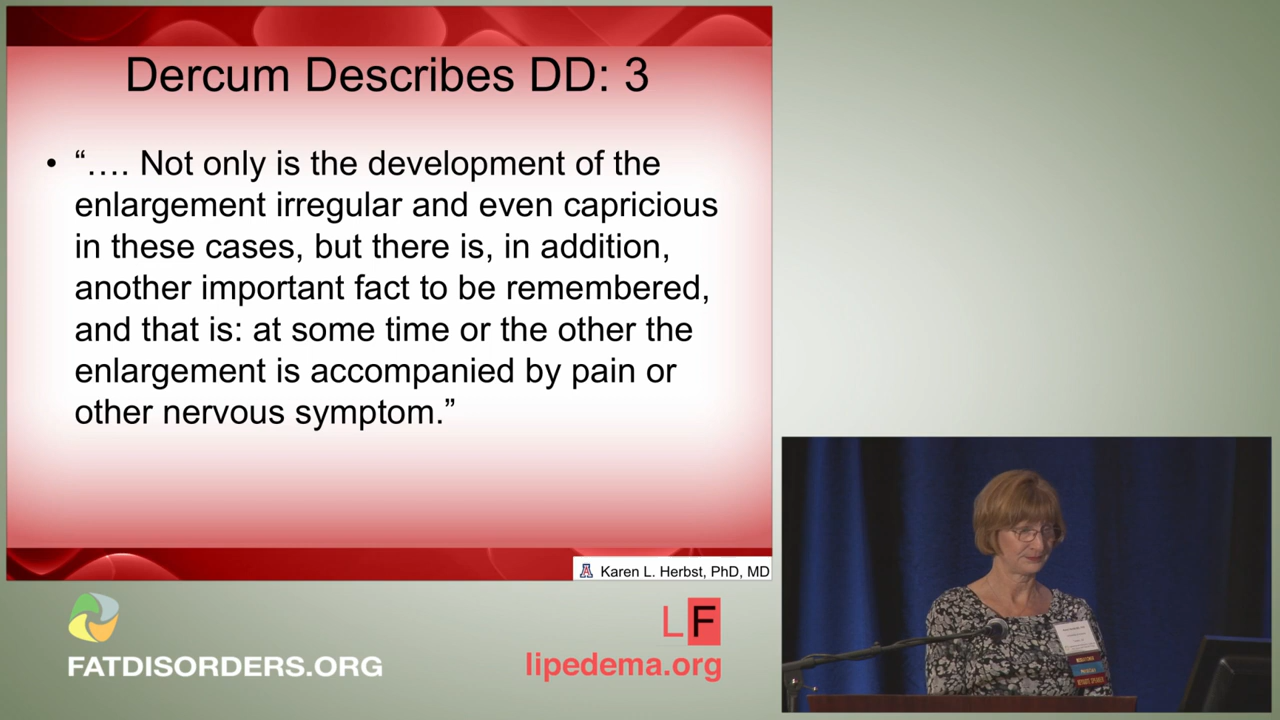 Dercum Describes DD: 3
• “…. Not only is the development of the
enlargement irregular and even capricious
in these cases, but there is, in addition,
another important fact to be remembered,
and that is: at some time or the other the
enlargement is accompanied by pain or
other nervous symptom.”
A Karen L. Herbst, PhD, MD
FATDISORDERS.ORG
LF
lipedema.org